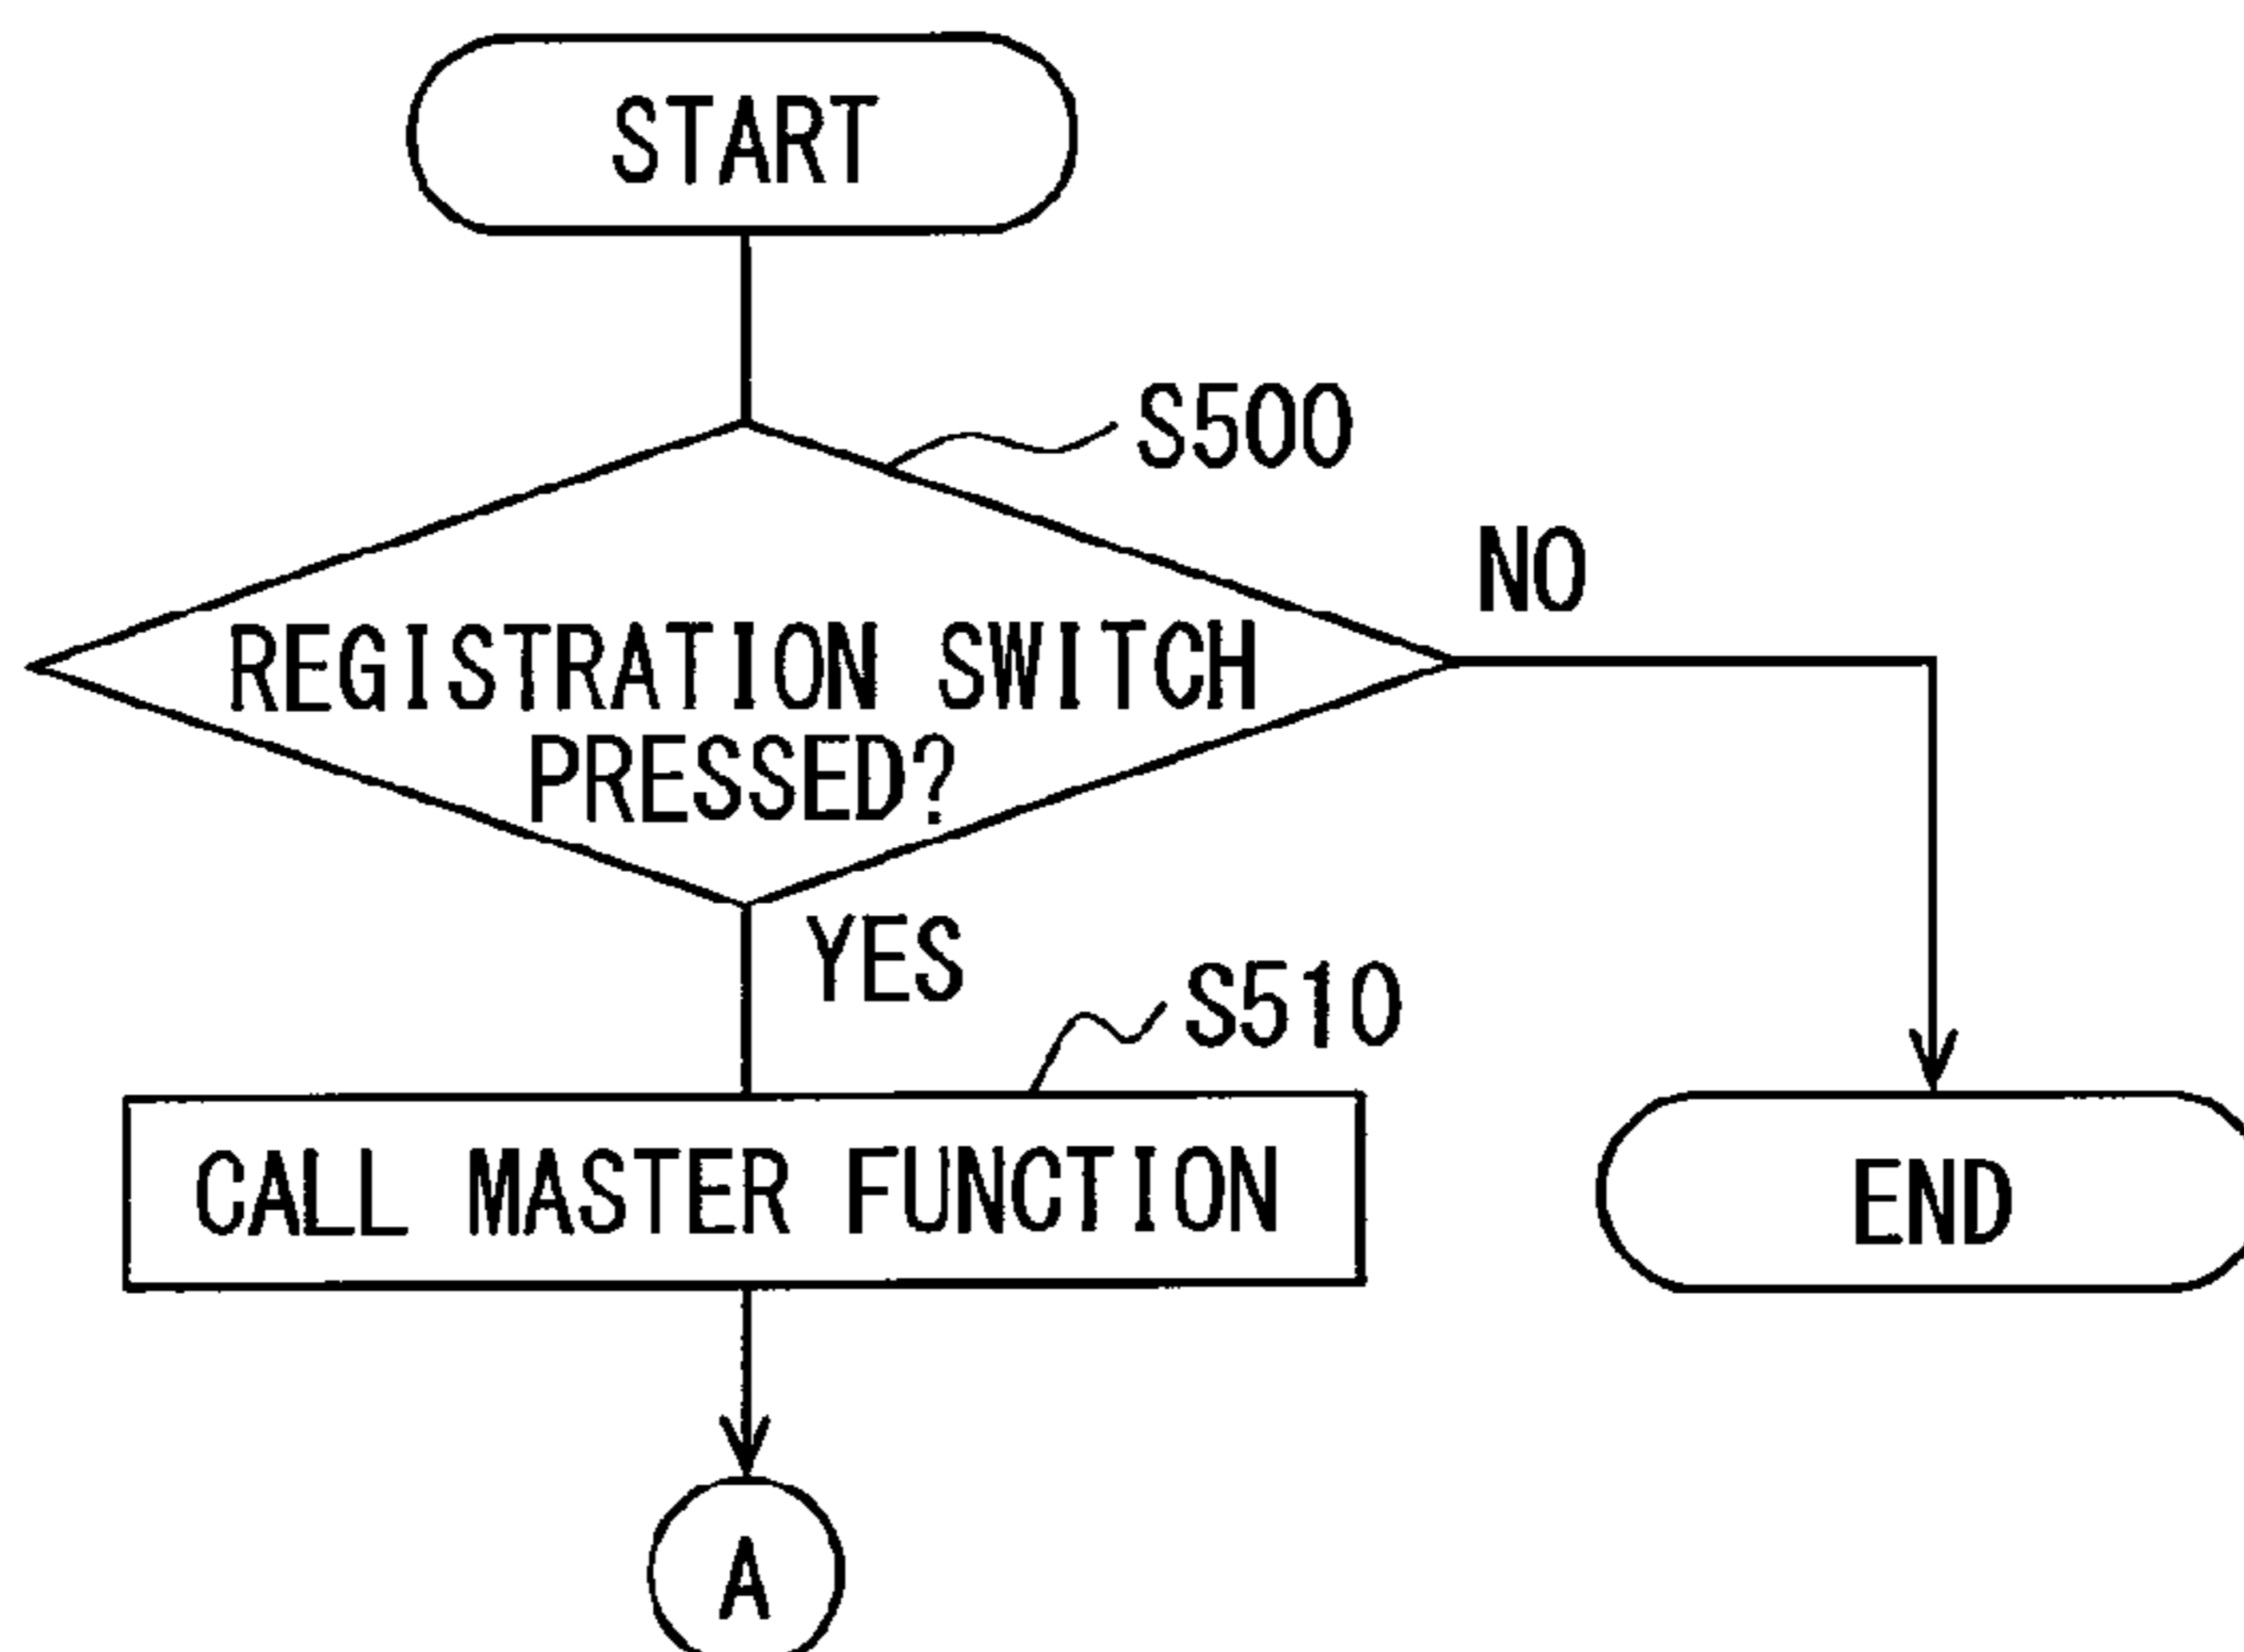 START
S500
NO
REGISTRATION SWITCH
PRESSED?
YES
S510
CALL MASTER FUNCTION
END
A